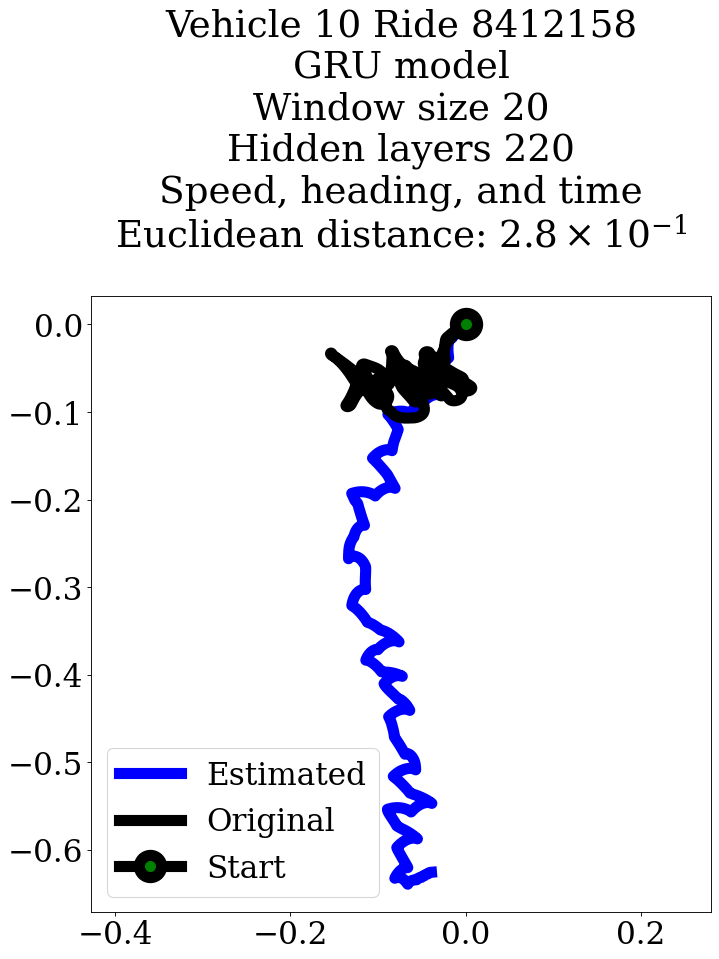 Vehicle 10 Ride 8412158
GRU model
Window size 20
Hidden layers 220
Speed, heading, and time
Euclidean distance: 2.8 × 10⁻¹
0.0
−0.1
−0.2
−0.3
−0.4
−0.5
−0.6
Estimated
Original
Start
−0.4
−0.2
0.0
0.2